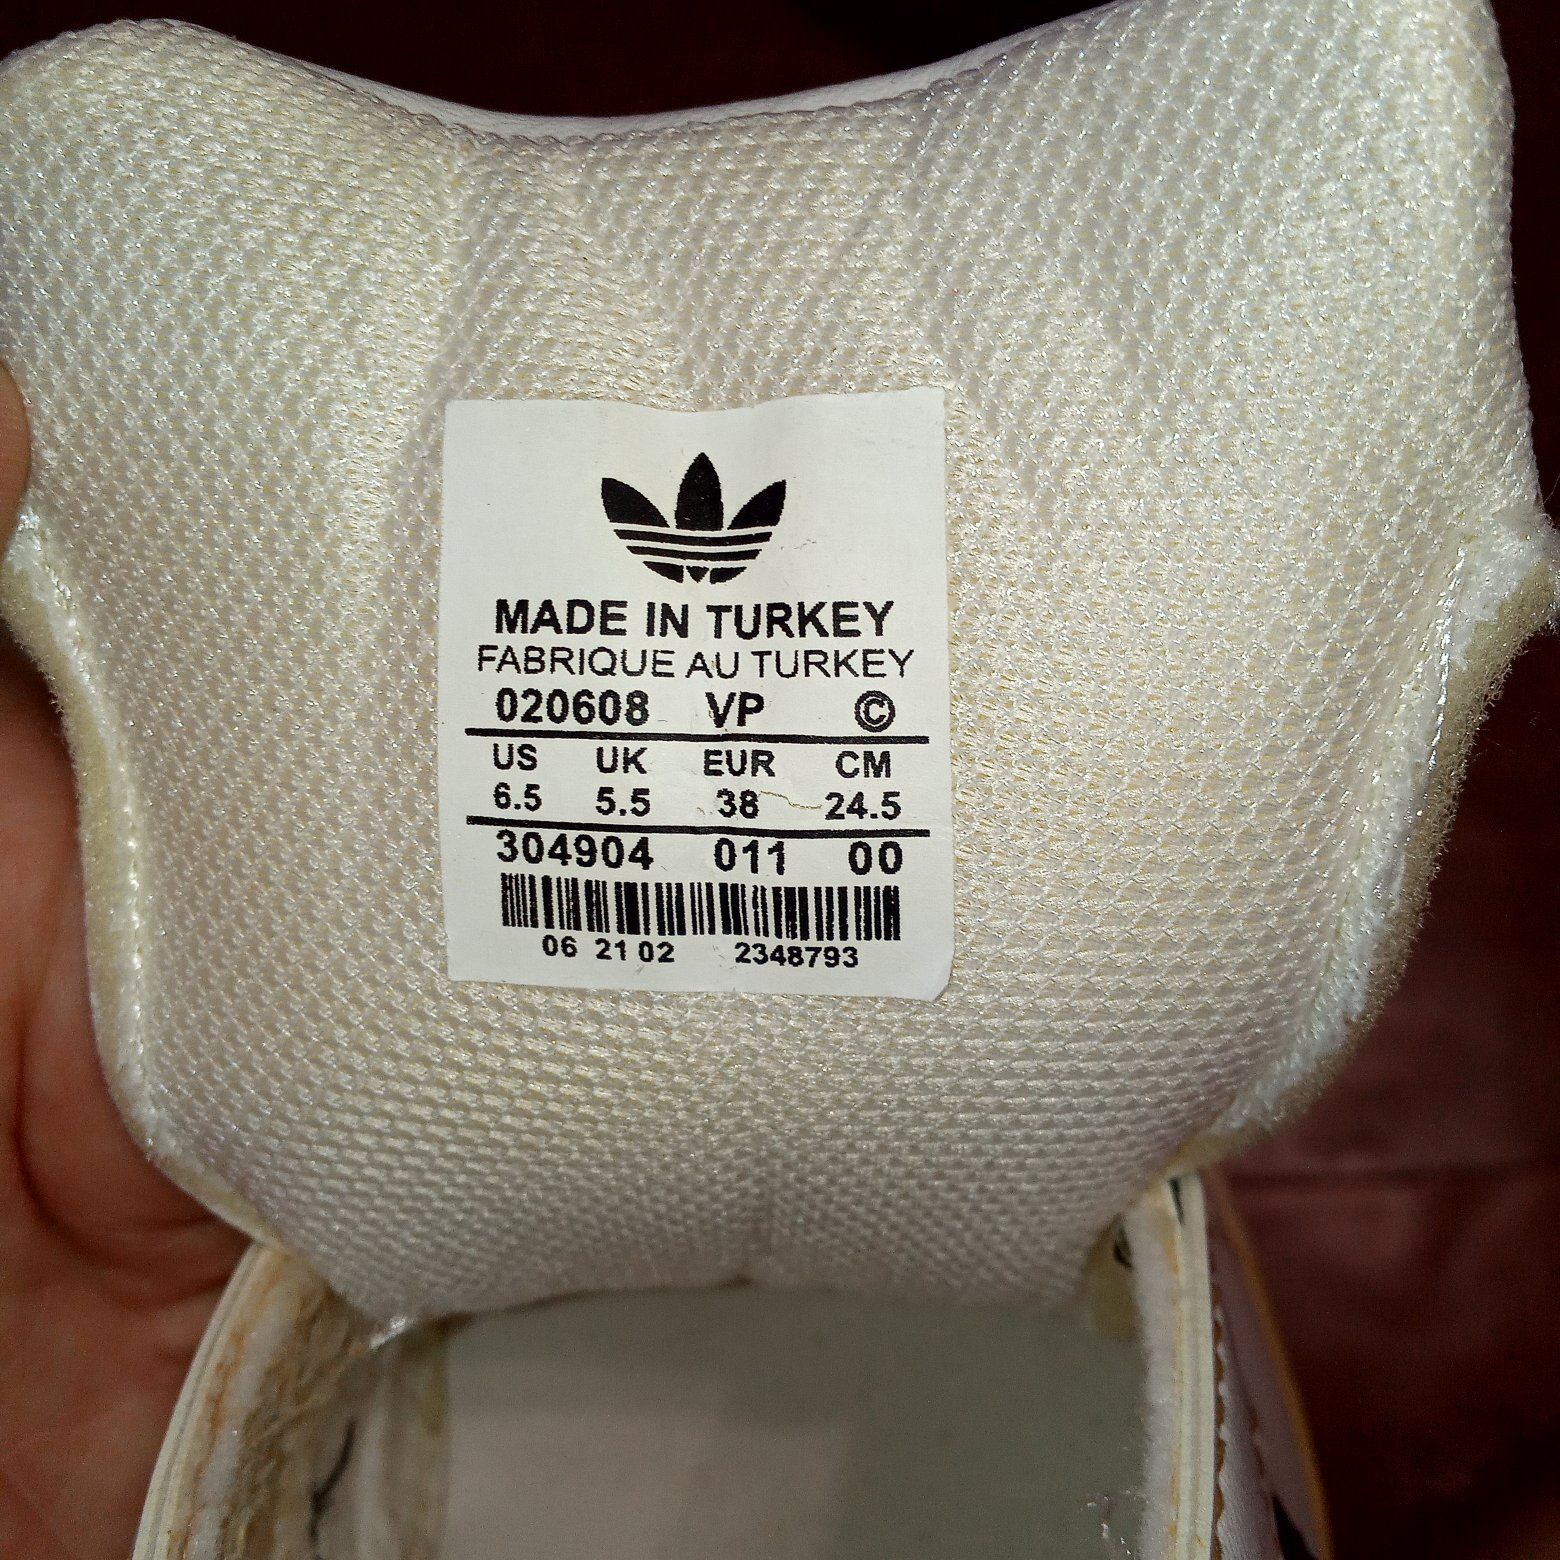 MADE IN TURKEY
FABRIQUE AU TURKEY
020608 VP ©
US UK EUR CM
6.5 5.5 38 24.5
304904 011 00
06 21 02 2348793